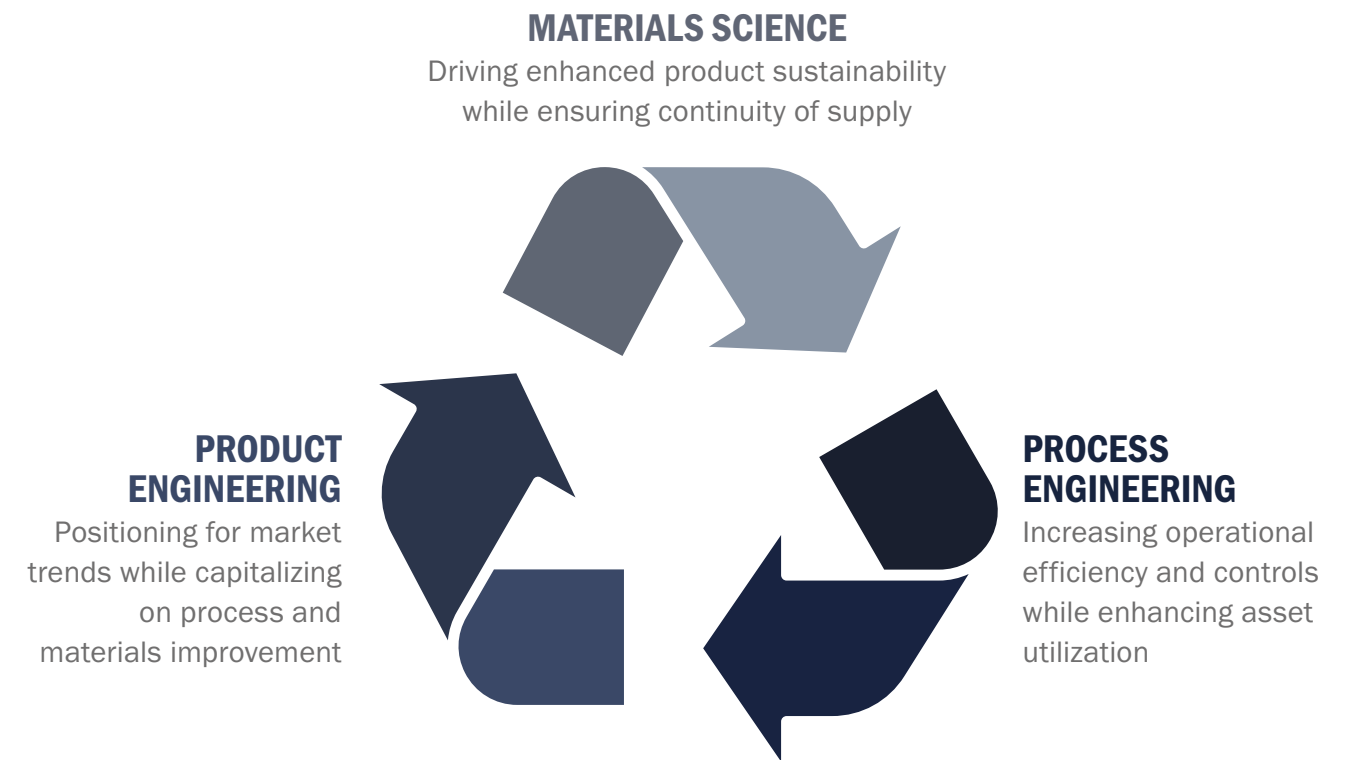 MATERIALS SCIENCE
Driving enhanced product sustainability
while ensuring continuity of supply
PRODUCT
ENGINEERING
Positioning for market
trends while capitalizing
on process and
materials improvement
PROCESS
ENGINEERING
Increasing operational
efficiency and controls
while enhancing asset
utilization